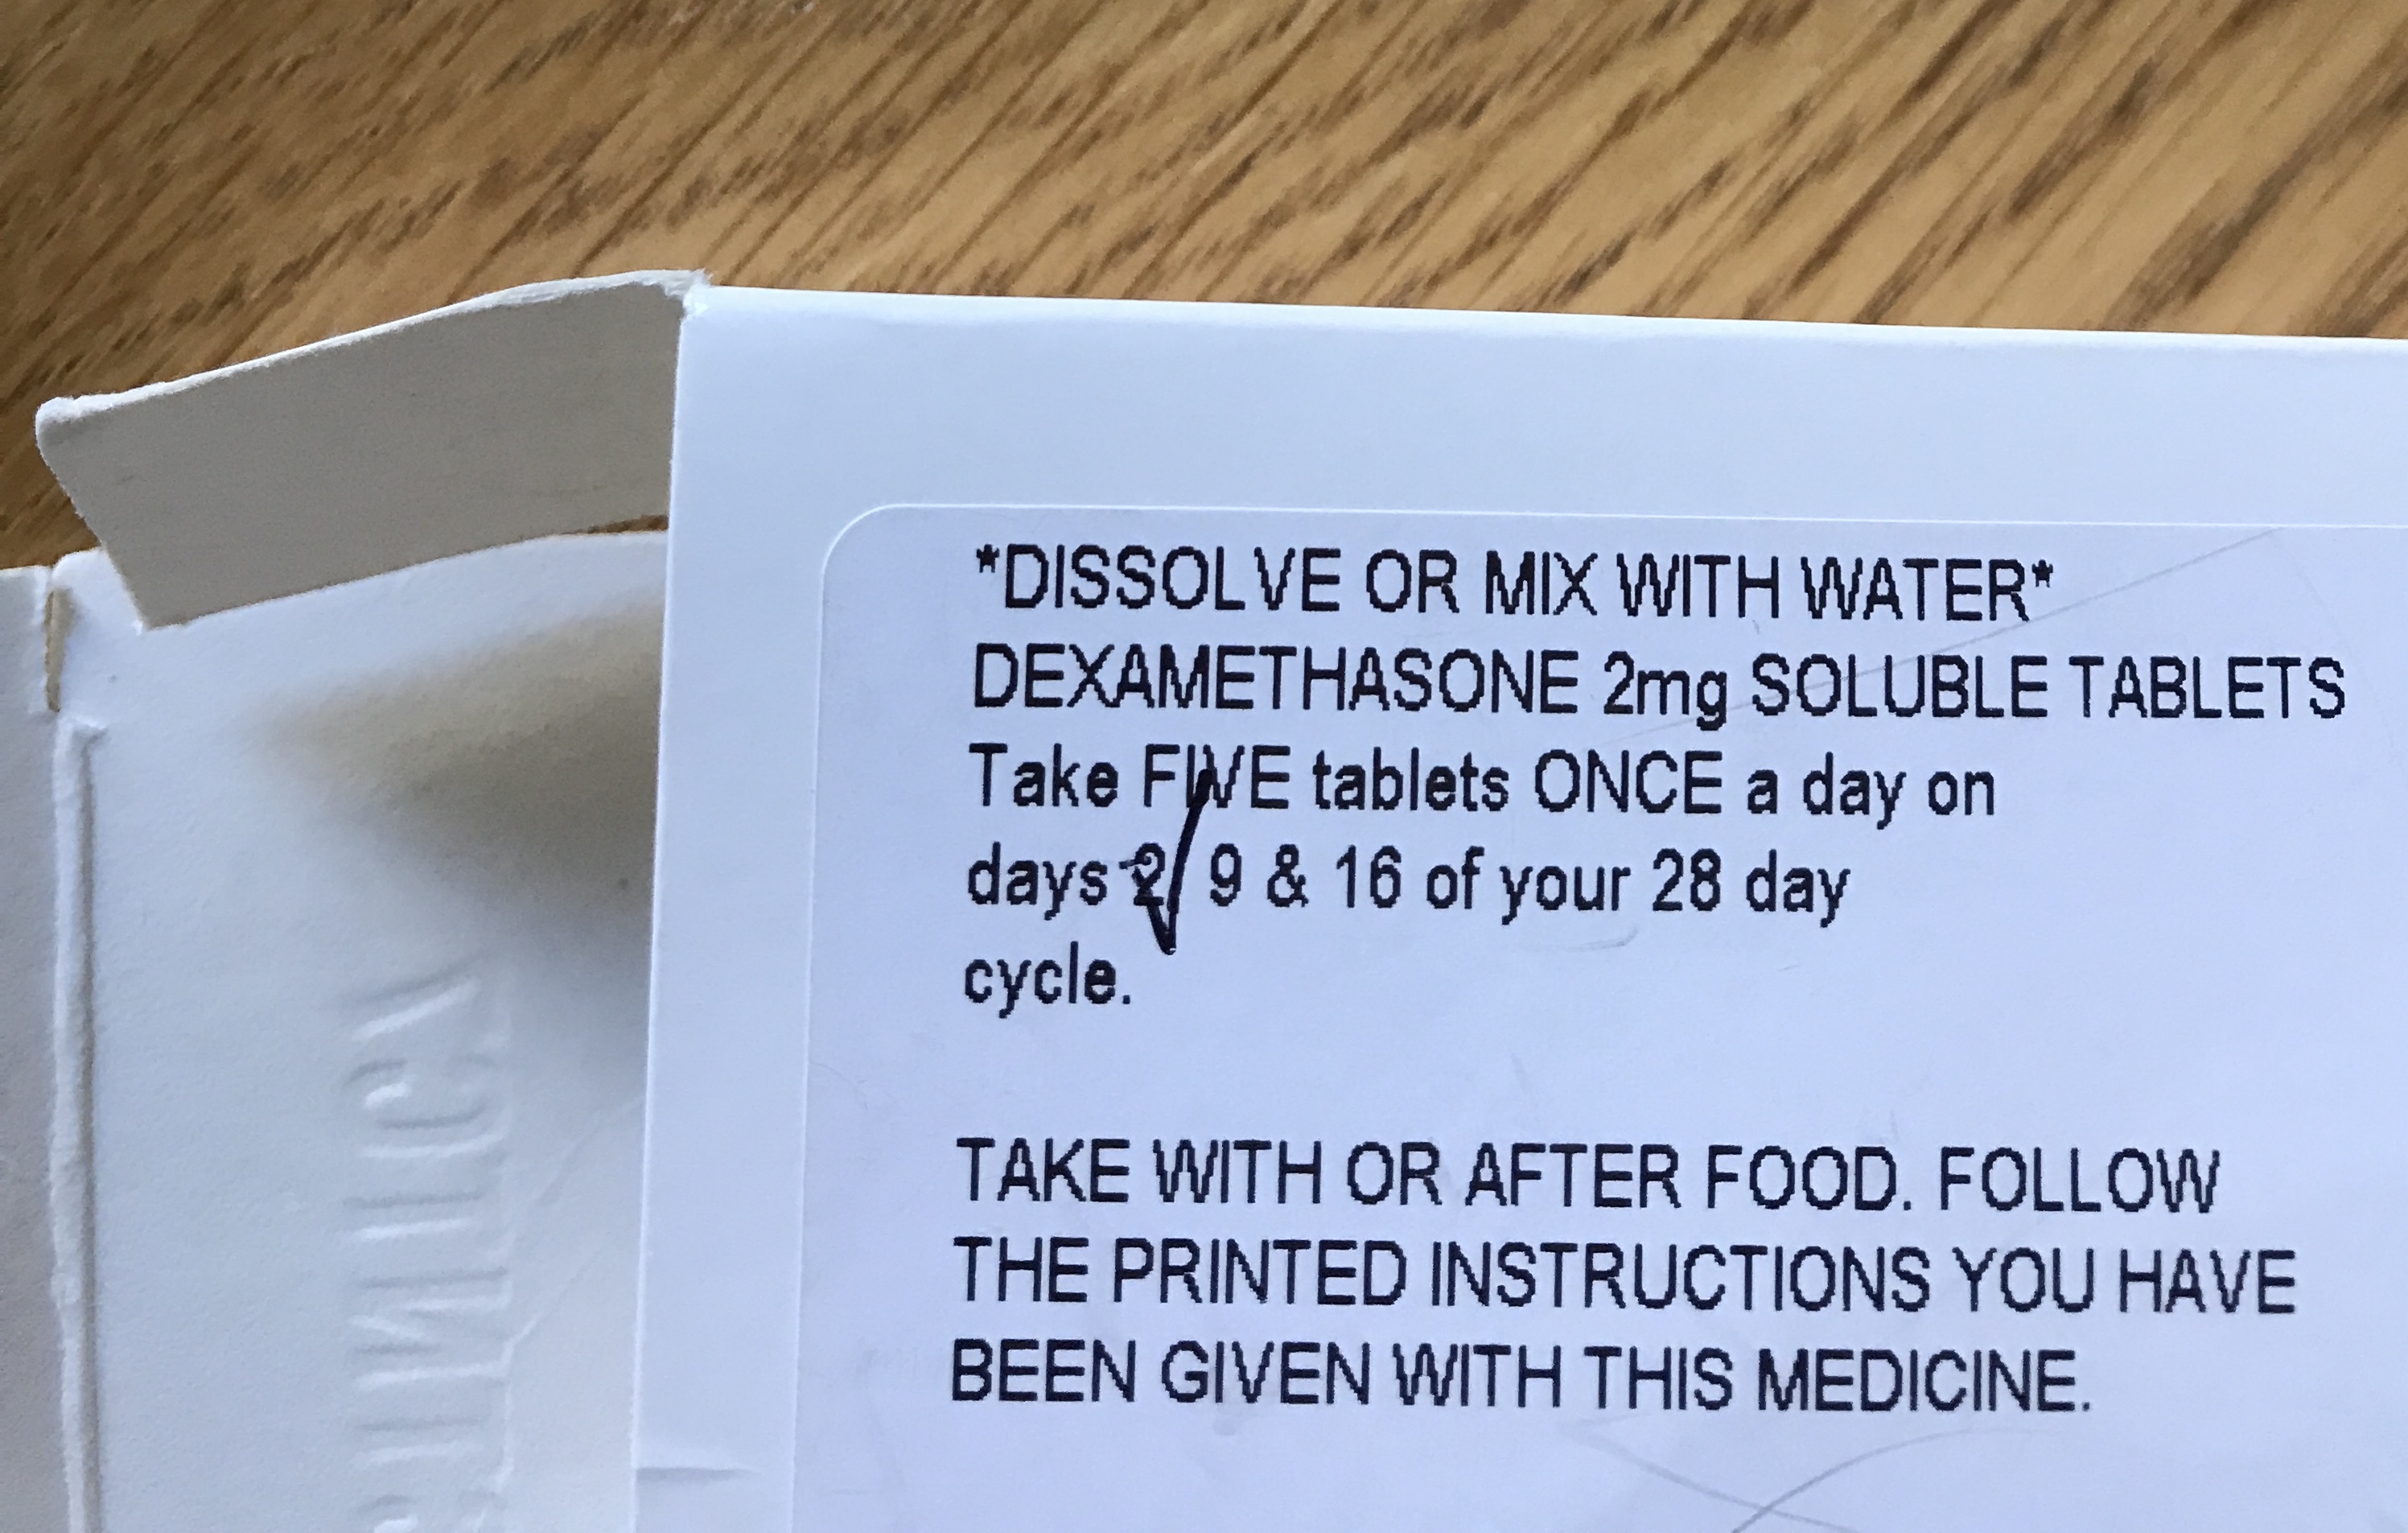 *DISSOLVE OR MIX WITH WATER*
DEXAMETHASONE 2mg SOLUBLE TABLETS
Take FIVE tablets ONCE a day on
days 2 9 & 16 of your 28 day
cycle.
TAKE WITH OR AFTER FOOD. FOLLOW
THE PRINTED INSTRUCTIONS YOU HAVE
BEEN GIVEN WITH THIS MEDICINE.